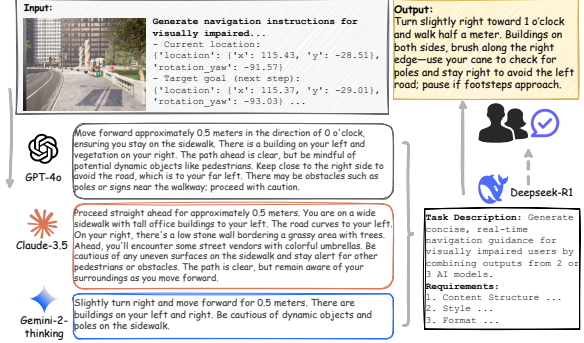 Input:
Generate navigation instructions for
visually impaired...
- Current location:
{'location': {'x': 115.43, 'y': -28.51},
'rotation_yaw': -91.57}
- Target goal (next step):
{'location': {'x': 115.37, 'y': -29.01},
'rotation_yaw': -93.03} ...
Output:
Turn slightly right toward 1 o'clock
and walk half a meter. Buildings on
both sides, brush along the right
edge—use your cane to check for
poles and stay right to avoid the left
road; pause if footsteps approach.
GPT-4o
Move forward approximately 0.5 meters in the direction of 0 o'clock,
ensuring you stay on the sidewalk. There is a building on your left and
vegetation on your right. The path ahead is clear, but be mindful of
potential dynamic objects like pedestrians. Keep close to the right side to
avoid the road, which is to your far left. There may be obstacles such as
poles or signs near the walkway; proceed with caution.
Claude-3.5
Proceed straight ahead for approximately 0.5 meters. You are on a wide
sidewalk with tall office buildings to your left. The road curves to your left.
On your right, there's a low stone wall bordering a grassy area with trees.
Ahead, you'll encounter some street vendors with colorful umbrellas. Be
cautious of any uneven surfaces on the sidewalk and stay alert for other
pedestrians or obstacles. The path is clear, but remain aware of your
surroundings as you move forward.
Gemini-2-
thinking
Slightly turn right and move forward for 0.5 meters. There are
buildings on your left and right. Be cautious of dynamic objects and
poles on the sidewalk.
Deepseek-R1
Task Description: Generate
concise, real-time
navigation guidance for
visually impaired users by
combining outputs from 2 or
3 AI models.
Requirements:
1. Content Structure ...
2. Style ...
3. Format ...